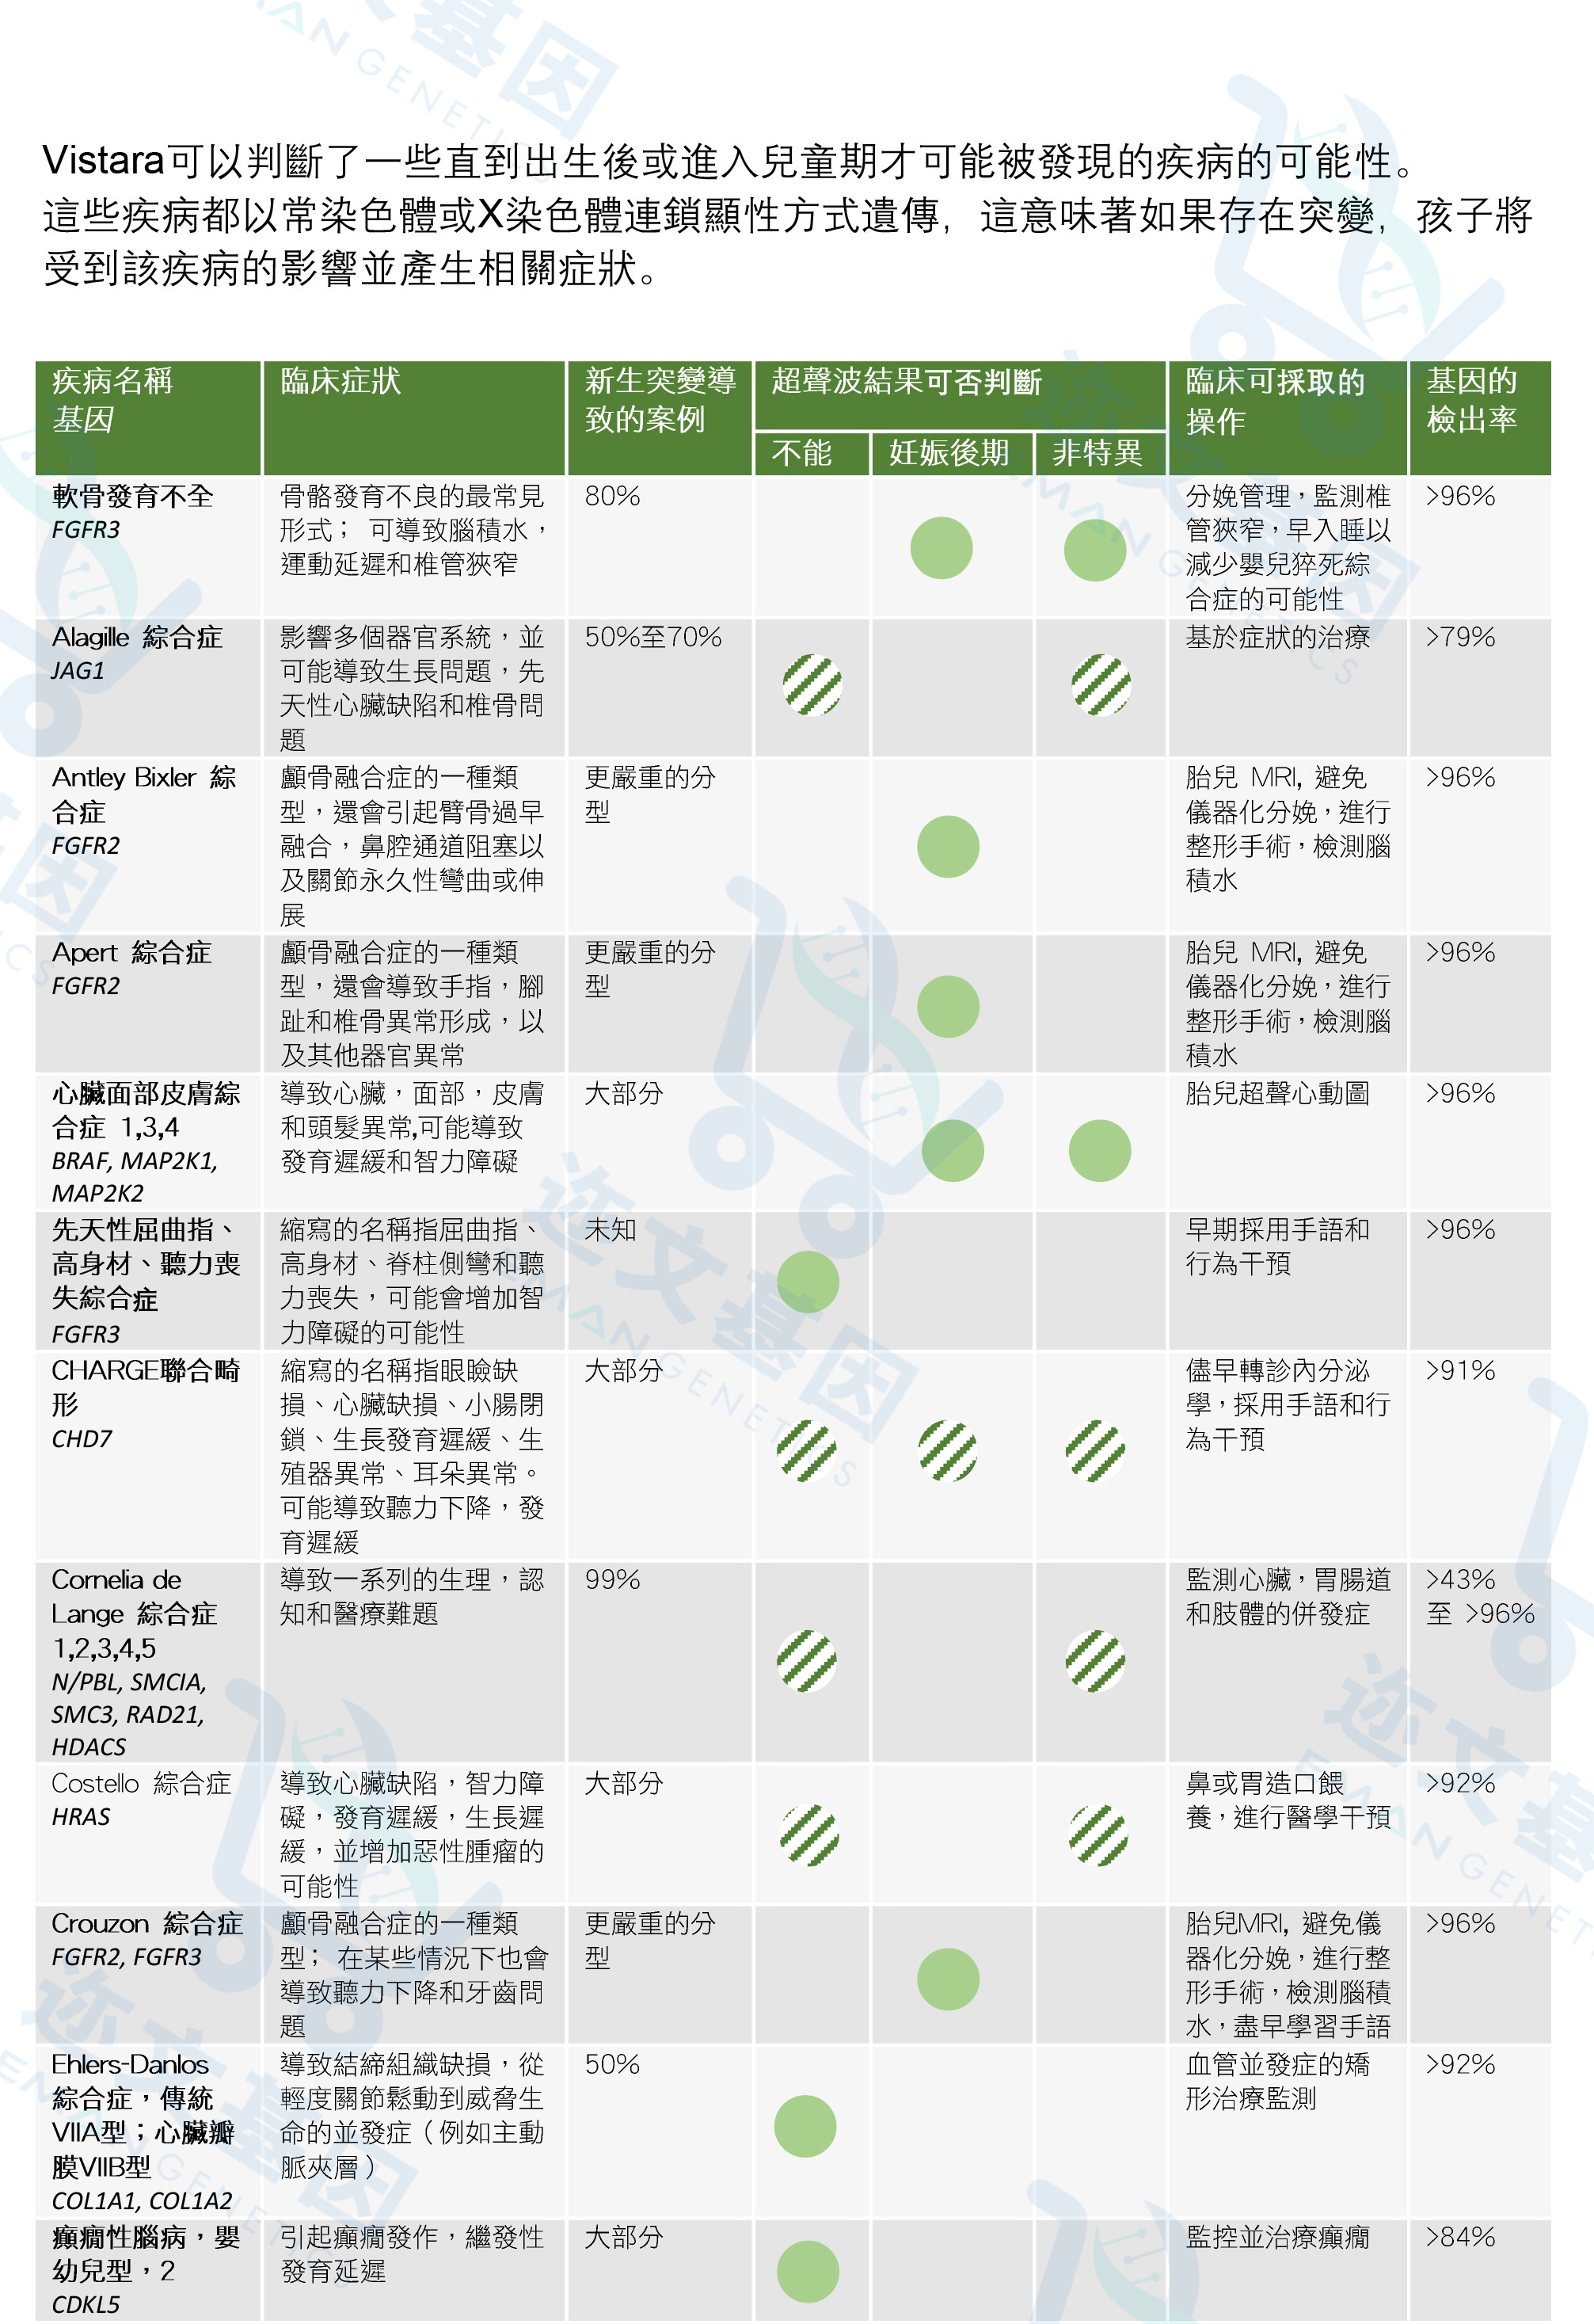 Vistara可以判斷了一些直到出生後或進入兒童期才可能被發現的疾病的可能性。
這些疾病都以常染色體或X染色體連鎖顯性方式遺傳，這意味著如果存在突變，孩子將
受到該疾病的影響並產生相關症狀。
疾病名稱
基因
臨床症狀
新生突變導
致的案例
超聲波結果可否判斷
不能
妊娠後期
非特異
臨床可採取的
操作
基因的
檢出率
軟骨發育不全
FGFR3
骨骼發育不良的最常見
形式； 可導致腦積水，
運動延遲和椎管狹窄
80%
分娩管理，監測椎
管狹窄，早入睡以
減少嬰兒猝死綜
合症的可能性
>96%
Alagille 綜合症
JAG1
影響多個器官系統，並
可能導致生長問題，先
天性心臟缺陷和椎骨問
題
50%至70%
基於症狀的治療
>79%
Antley Bixler 綜
合症
FGFR2
顱骨融合症的一種類
型，還會引起臂骨過早
融合，鼻腔通道阻塞以
及關節永久性彎曲或伸
展
更嚴重的分
型
胎兒 MRI, 避免
儀器化分娩，進行
整形手術，檢測腦
積水
>96%
Apert 綜合症
FGFR2
顱骨融合症的一種類
型，還會導致手指，腳
趾和椎骨異常形成，以
及其他器官異常
更嚴重的分
型
胎兒 MRI, 避免
儀器化分娩，進行
整形手術，檢測腦
積水
>96%
心臟面部皮膚綜
合症 1,3,4
BRAF, MAP2K1,
MAP2K2
導致心臟，面部，皮膚
和頭髮異常,可能導致
發育遲緩和智力障礙
大部分
胎兒超聲心動圖
>96%
先天性屈曲指、
高身材、聽力喪
失綜合症
FGFR3
縮寫的名稱指屈曲指、
高身材、脊柱側彎和聽
力喪失，可能會增加智
力障礙的可能性
未知
早期採用手語和
行為干預
>96%
CHARGE聯合畸
形
CHD7
縮寫的名稱指眼瞼缺
損、心臟缺損、小腸閉
鎖、生長發育遲緩、生
殖器異常、耳朵異常。
可能導致聽力下降，發
育遲緩
大部分
儘早轉診內分泌
學，採用手語和行
為干預
>91%
Cornelia de
Lange 綜合症
1,2,3,4,5
N/PBL, SMCIA,
SMC3, RAD21,
HDACS
導致一系列的生理，認
知和醫療難題
99%
監測心臟，胃腸道
和肢體的併發症
>43%
至 >96%
Costello 綜合症
HRAS
導致心臟缺陷，智力障
礙，發育遲緩，生長遲
緩，並增加惡性腫瘤的
可能性
大部分
鼻或胃造口餵
養，進行醫學干預
>92%
Crouzon 綜合症
FGFR2, FGFR3
顱骨融合症的一種類
型； 在某些情況下也會
導致聽力下降和牙齒問
題
更嚴重的分
型
胎兒MRI, 避免儀
器化分娩，進行整
形手術，檢測腦積
水，盡早學習手語
>96%
Ehlers-Danlos
綜合症，傳統
VIIA型；心臟瓣
膜VIIB型
COL1A1, COL1A2
導致結締組織缺損，從
輕度關節鬆動到威脅生
命的並發症（例如主動
脈夾層）
50%
血管並發症的矯
形治療監測
>92%
癲癇性腦病，嬰
幼兒型，2
CDKL5
引起癲癇發作，繼發性
發育延遲
大部分
監控並治療癲癇
>84%
迩文基因
EMAN GENETICS